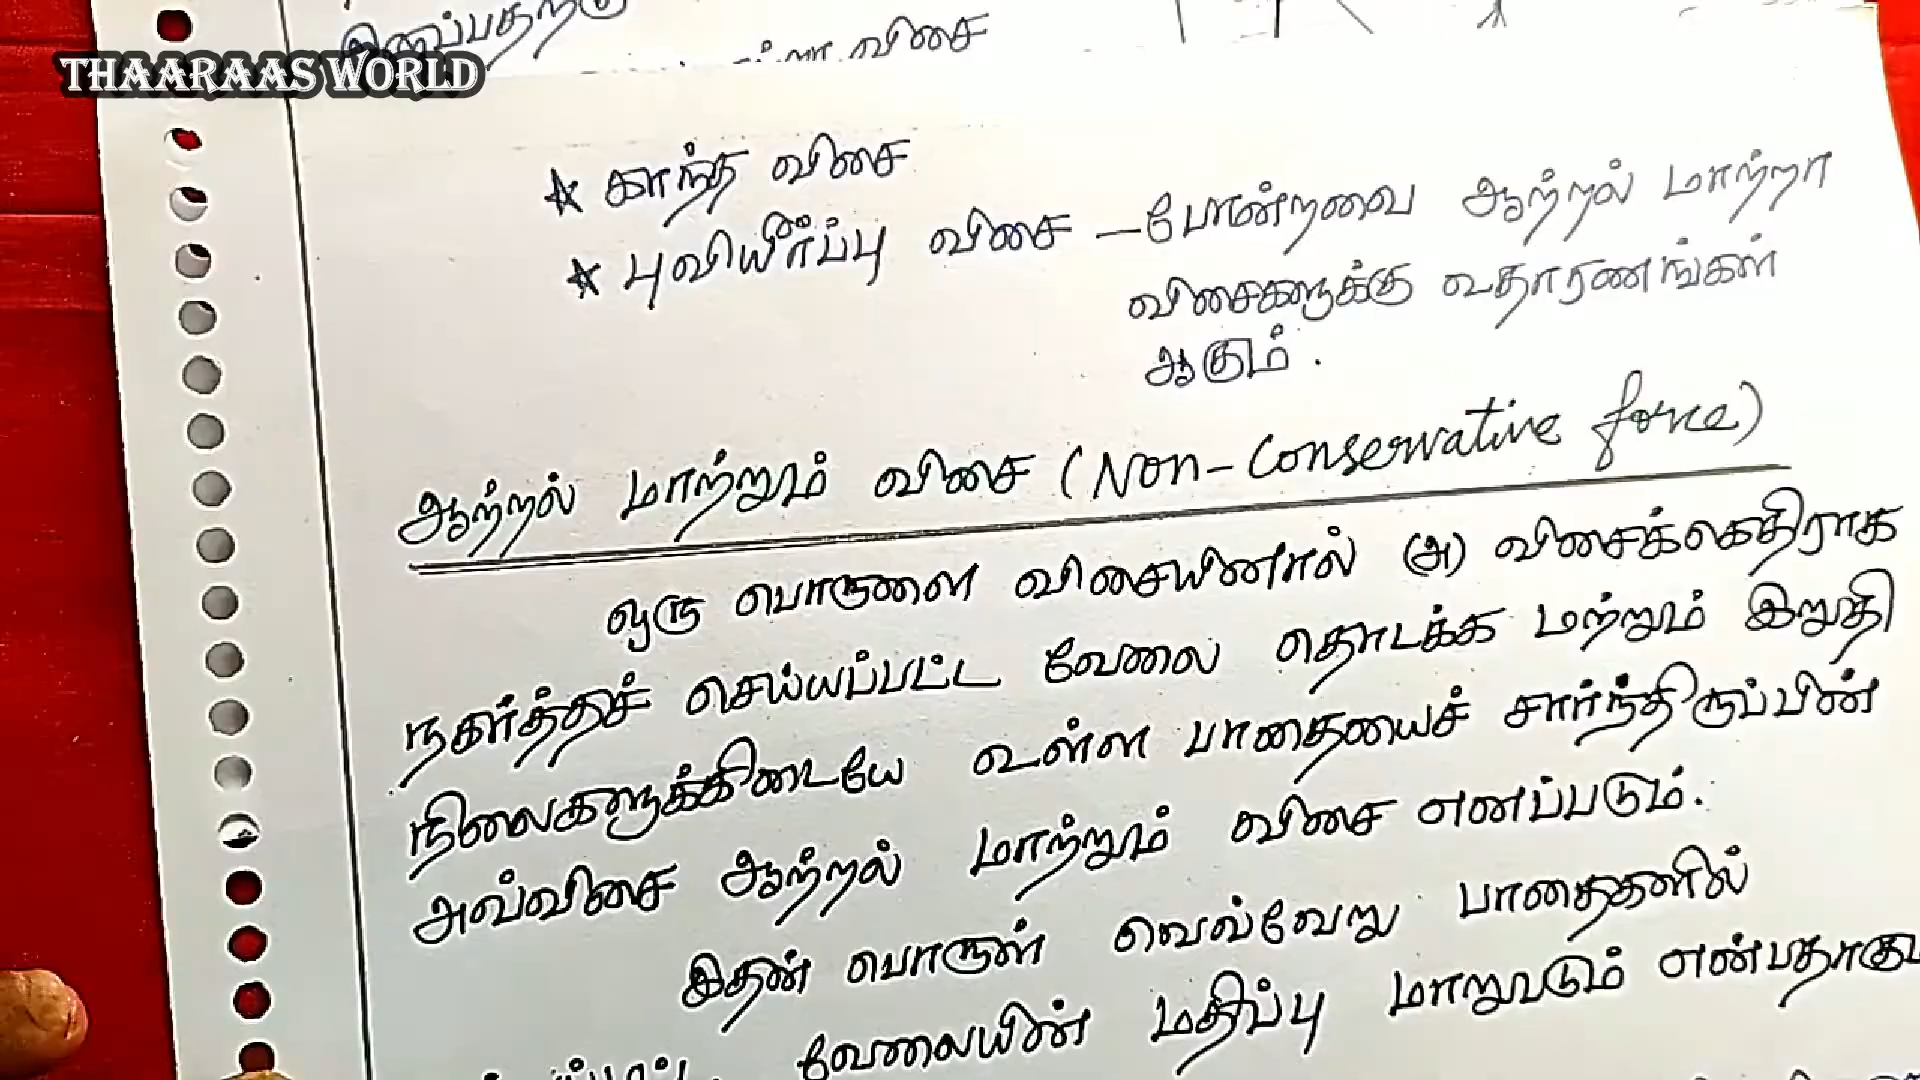 THAARAAS WORLD
விசை
★ காந்த விசை
★ புவியீர்ப்பு விசை – போன்றவை ஆற்றல் மாற்றா
விசைகளுக்கு உதாரணங்கள்
ஆகும்.
ஆற்றல் மாற்றும் விசை (Non-Conservative force)
ஒரு பொருளை விசையினால் (அ) விசைக்கெதிராக
நகர்த்தச் செய்யப்பட்ட வேலை தொடக்க மற்றும் இறுதி
நிலைகளுக்கிடையே உள்ள பாதையைச் சார்ந்திருப்பின்
அவ்விசை ஆற்றல் மாற்றும் விசை எனப்படும்.
இதன் பொருள் வெவ்வேறு பாதைகளில்
வேலையின் மதிப்பு மாறுபடும் என்பதாகு